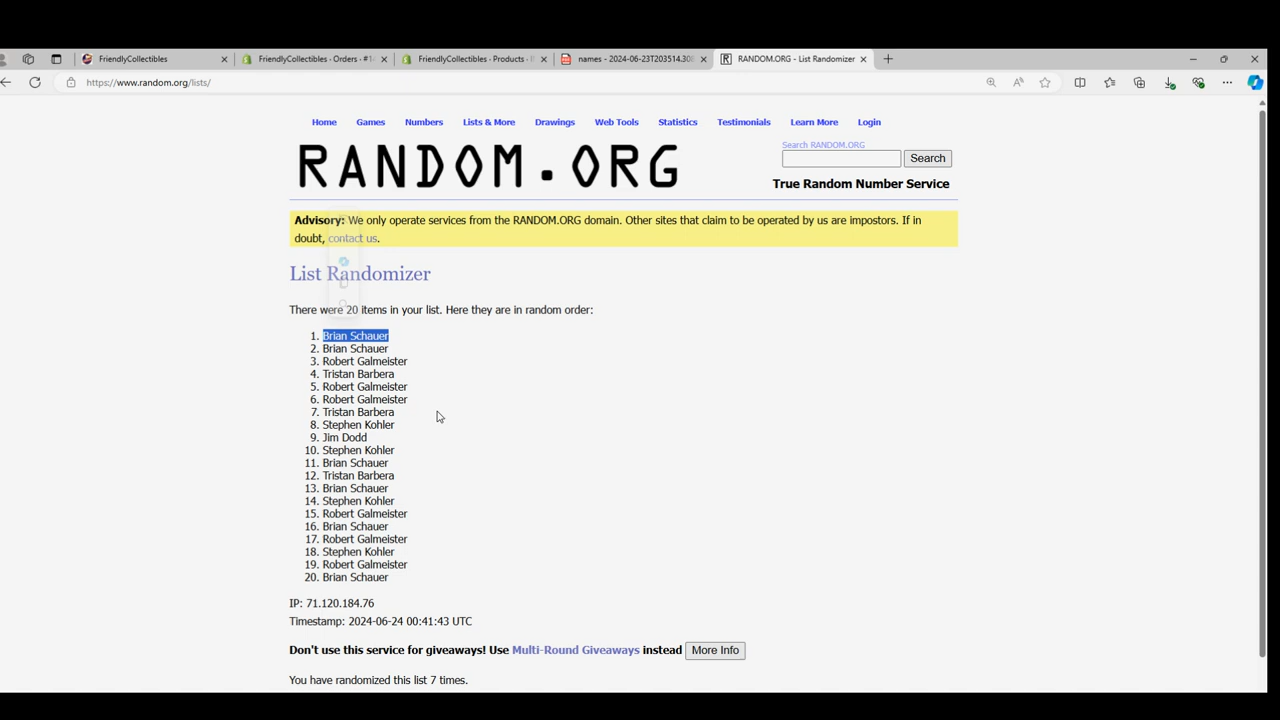 FriendlyCollectibles
FriendlyCollectibles · Orders · #1
FriendlyCollectibles · Products ·
names - 2024-06-23T203514.308
RANDOM.ORG - List Randomizer
https://www.random.org/lists/
Home Games Numbers Lists & More Drawings Web Tools Statistics Testimonials Learn More Login
RANDOM.ORG
Search RANDOM.ORG
Search
True Random Number Service
Advisory: We only operate services from the RANDOM.ORG domain. Other sites that claim to be operated by us are impostors. If in
doubt, contact us.
List Randomizer
There were 20 items in your list. Here they are in random order:
1. Brian Schauer
2. Brian Schauer
3. Robert Galmeister
4. Tristan Barbera
5. Robert Galmeister
6. Robert Galmeister
7. Tristan Barbera
8. Stephen Kohler
9. Jim Dodd
10. Stephen Kohler
11. Brian Schauer
12. Tristan Barbera
13. Brian Schauer
14. Stephen Kohler
15. Robert Galmeister
16. Brian Schauer
17. Robert Galmeister
18. Stephen Kohler
19. Robert Galmeister
20. Brian Schauer
IP: 71.120.184.76
Timestamp: 2024-06-24 00:41:43 UTC
Don't use this service for giveaways! Use Multi-Round Giveaways instead More Info
You have randomized this list 7 times.